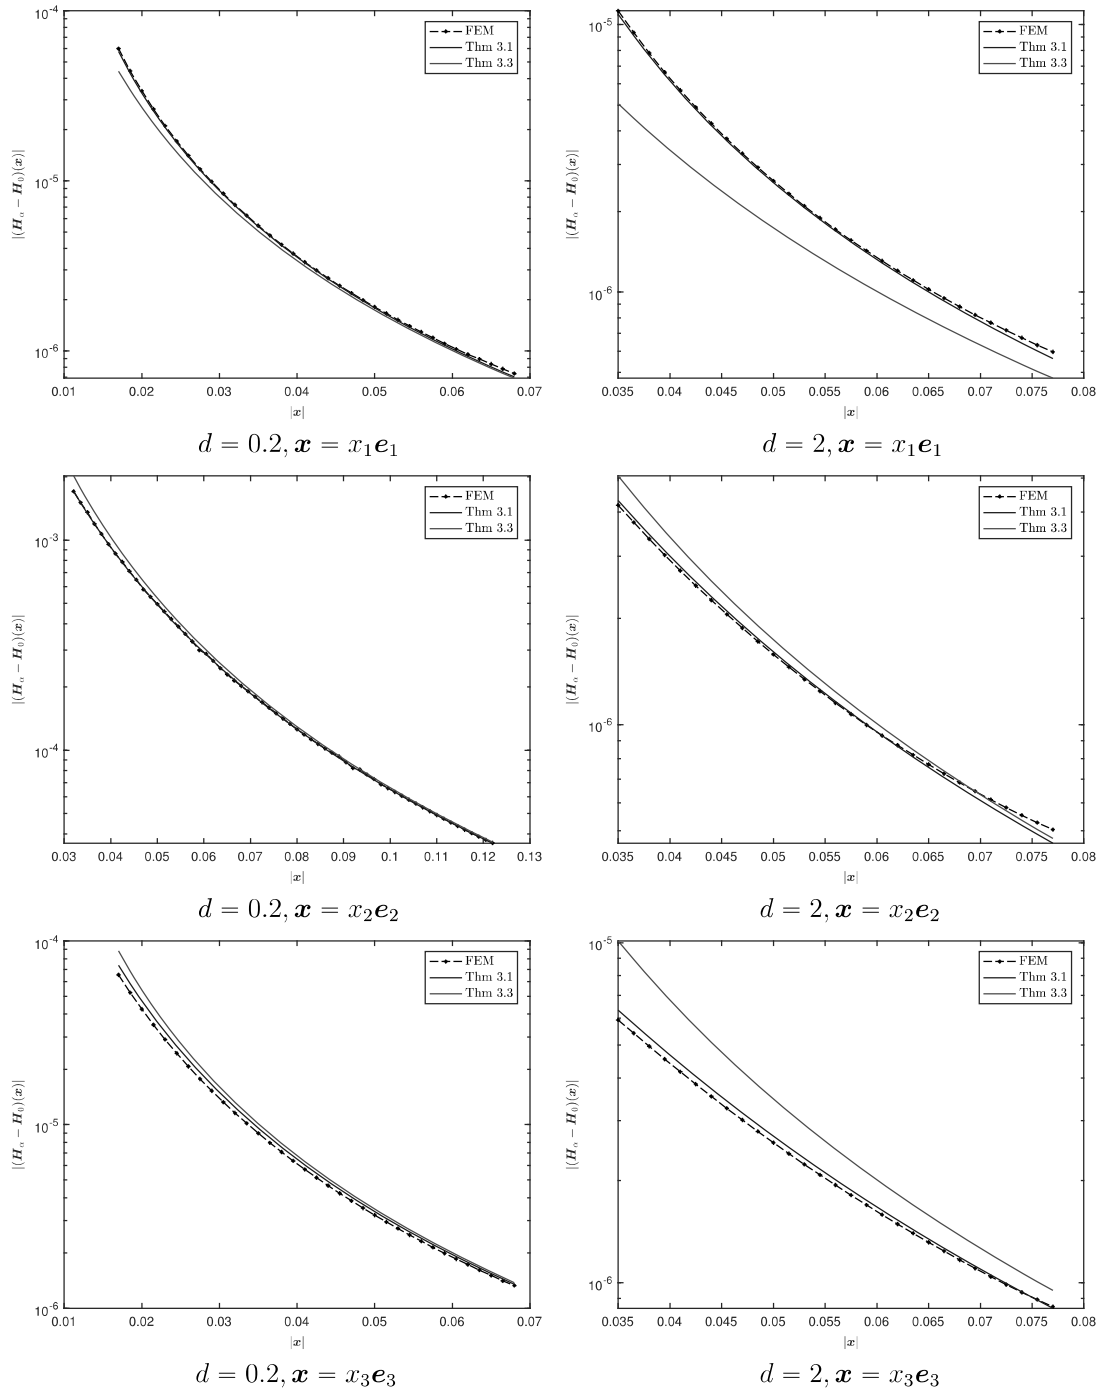 10^-4
10^-5
10^-6
|(H_α − H_0)(x)|
FEM
Thm 3.1
Thm 3.3
0.01 0.02 0.03 0.04 0.05 0.06 0.07
|x|
d = 0.2, x = x_1e_1
10^-5
10^-6
|(H_α − H_0)(x)|
FEM
Thm 3.1
Thm 3.3
0.035 0.04 0.045 0.05 0.055 0.06 0.065 0.07 0.075 0.08
|x|
d = 2, x = x_1e_1
10^-3
10^-4
|(H_α − H_0)(x)|
FEM
Thm 3.1
Thm 3.3
0.03 0.04 0.05 0.06 0.07 0.08 0.09 0.1 0.11 0.12 0.13
|x|
d = 0.2, x = x_2e_2
10^-6
|(H_α − H_0)(x)|
FEM
Thm 3.1
Thm 3.3
0.035 0.04 0.045 0.05 0.055 0.06 0.065 0.07 0.075 0.08
|x|
d = 2, x = x_2e_2
10^-4
10^-5
10^-6
|(H_α − H_0)(x)|
FEM
Thm 3.1
Thm 3.3
0.01 0.02 0.03 0.04 0.05 0.06 0.07
|x|
d = 0.2, x = x_3e_3
10^-5
10^-6
|(H_α − H_0)(x)|
FEM
Thm 3.1
Thm 3.3
0.035 0.04 0.045 0.05 0.055 0.06 0.065 0.07 0.075 0.08
|x|
d = 2, x = x_3e_3